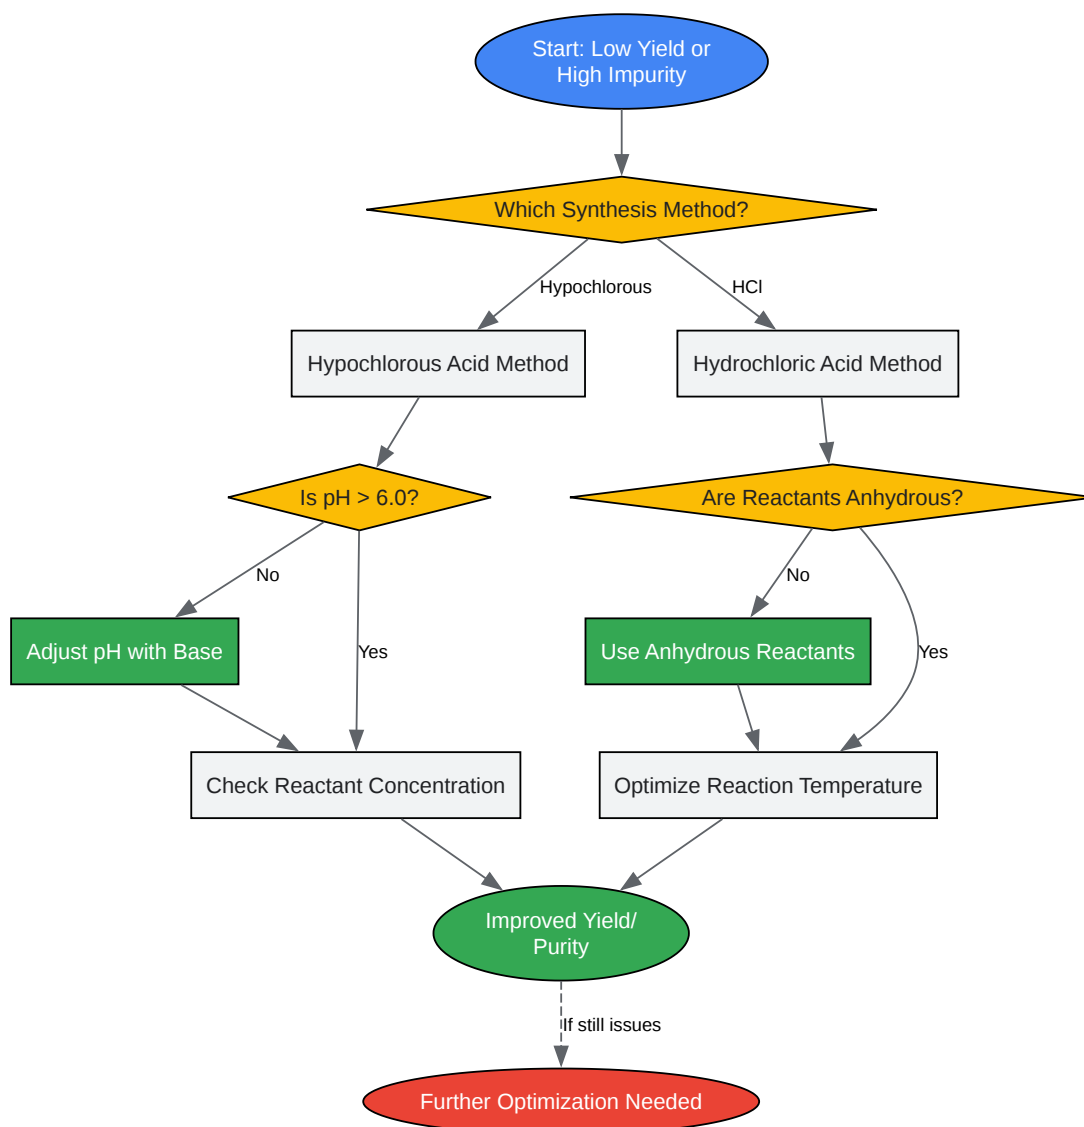 Start: Low Yield or
High Impurity
Which Synthesis Method?
Hypochlorous
HCl
Hypochlorous Acid Method
Hydrochloric Acid Method
Is pH > 6.0?
Are Reactants Anhydrous?
No
No
Adjust pH with Base
Yes
Use Anhydrous Reactants
Yes
Check Reactant Concentration
Optimize Reaction Temperature
Improved Yield/
Purity
If still issues
Further Optimization Needed